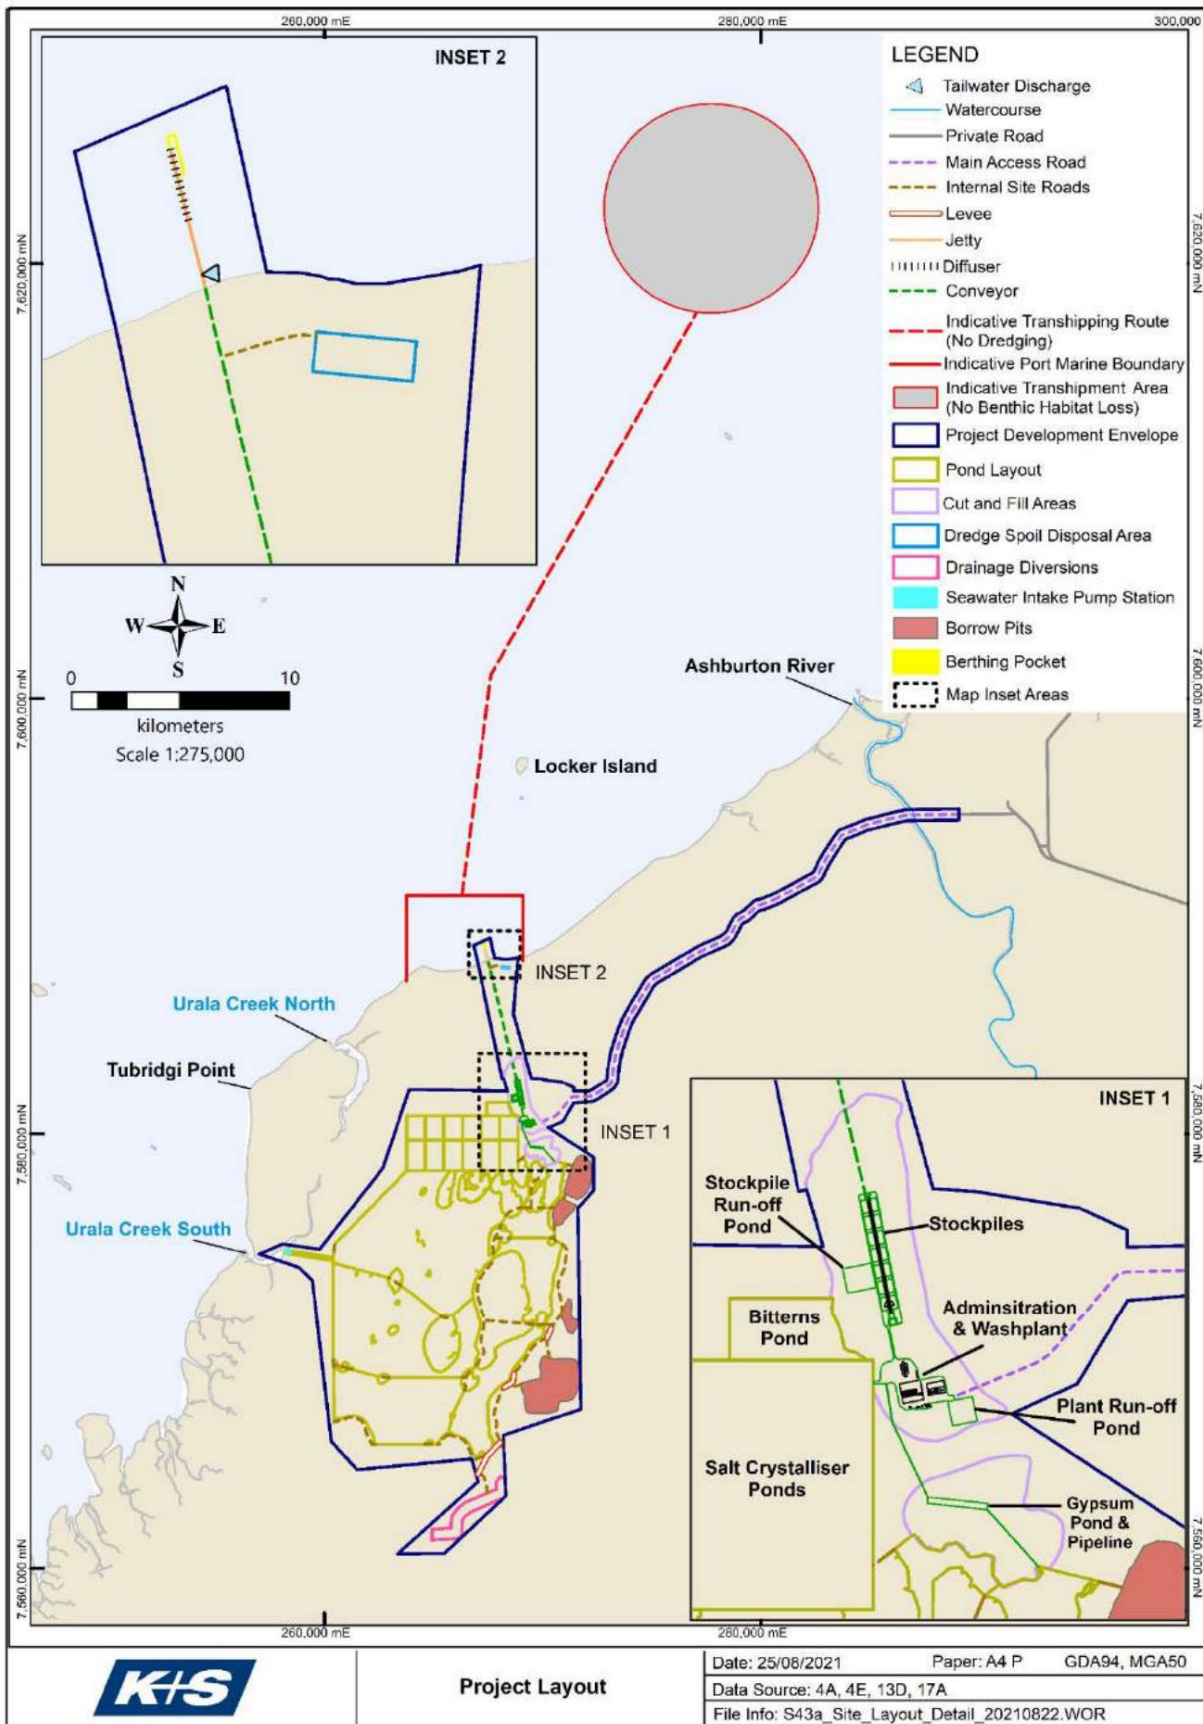 260,000 mE
280,000 mE
300,000
INSET 2
LEGEND
Tailwater Discharge
Watercourse
Private Road
Main Access Road
Internal Site Roads
Levee
Jetty
Diffuser
Conveyor
Indicative Transhipping Route
(No Dredging)
Indicative Port Marine Boundary
Indicative Transhipment Area
(No Benthic Habitat Loss)
Project Development Envelope
Pond Layout
Cut and Fill Areas
Dredge Spoil Disposal Area
Drainage Diversions
Seawater Intake Pump Station
Borrow Pits
Berthing Pocket
Map Inset Areas
7,620,000 mN
7,620,000 mN
N
W
E
S
0
10
kilometers
Scale 1:275,000
7,600,000 mN
7,600,000 mN
Ashburton River
Locker Island
INSET 2
Urala Creek North
Tubridgi Point
INSET 1
Urala Creek South
7,580,000 mN
7,580,000 mN
INSET 1
Stockpile
Run-off
Pond
Stockpiles
Bitterns
Pond
Adminsitration
& Washplant
Plant Run-off
Pond
Salt Crystalliser
Ponds
Gypsum
Pond &
Pipeline
7,560,000 mN
7,560,000 mN
260,000 mE
280,000 mE
K+S
Project Layout
Date: 25/08/2021
Paper: A4 P
GDA94, MGA50
Data Source: 4A, 4E, 13D, 17A
File Info: S43a_Site_Layout_Detail_20210822.WOR